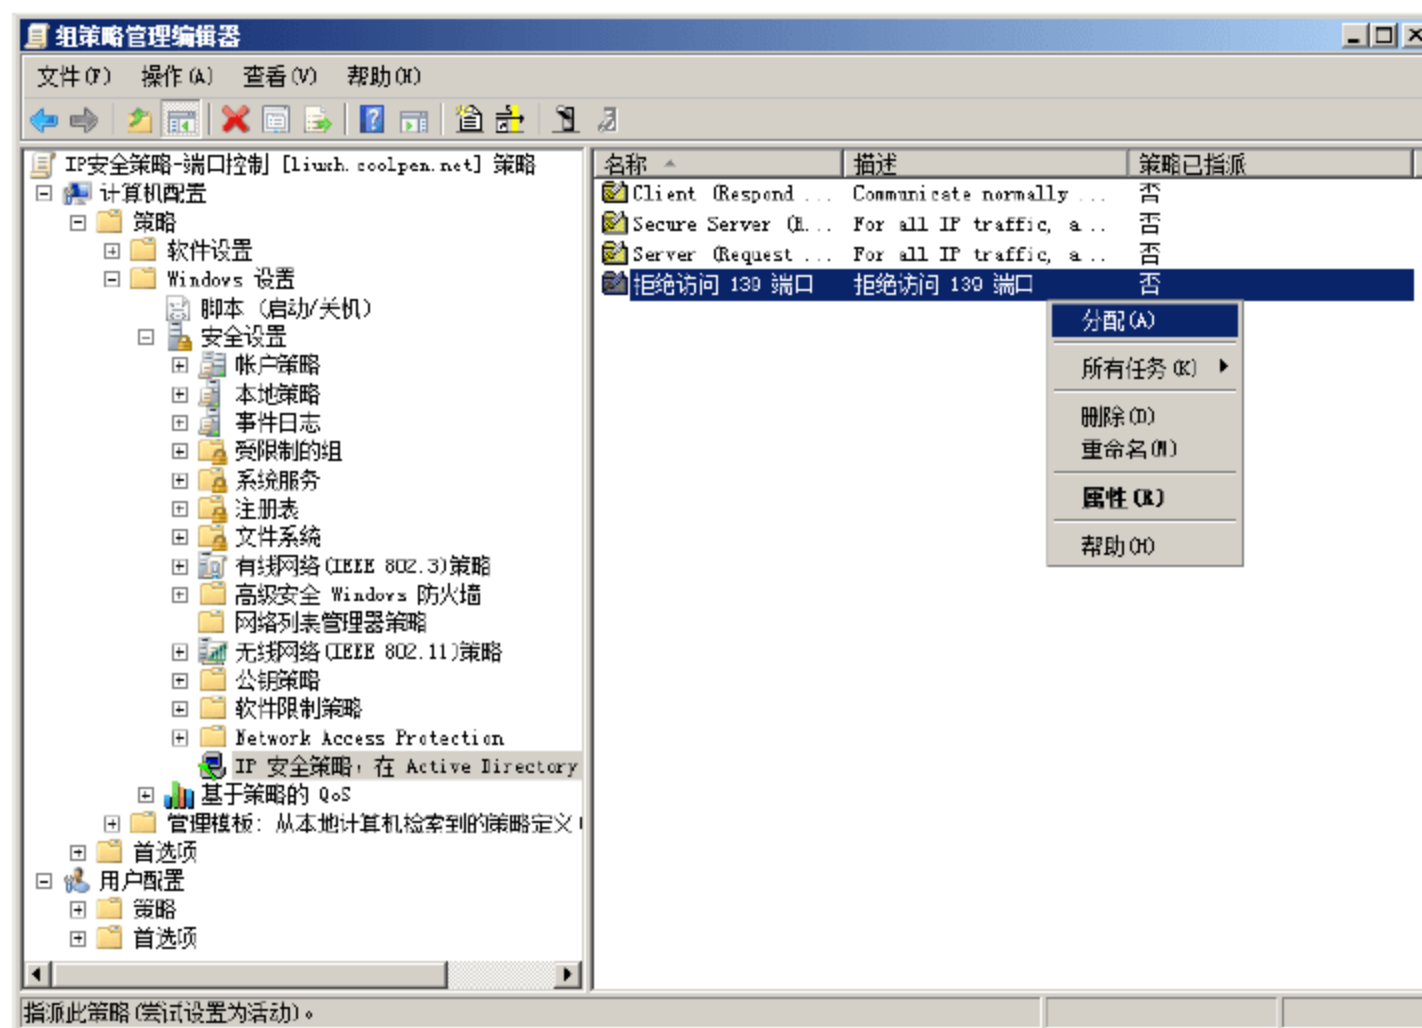 组策略管理编辑器
文件(F) 操作(A) 查看(V) 帮助(H)
IP安全策略-端口控制 [liuxh.coolpen.net] 策略
计算机配置
策略
软件设置
Windows 设置
脚本 (启动/关机)
安全设置
帐户策略
本地策略
事件日志
受限制的组
系统服务
注册表
文件系统
有线网络(IEEE 802.3)策略
高级安全 Windows 防火墙
网络列表管理器策略
无线网络(IEEE 802.11)策略
公钥策略
软件限制策略
Network Access Protection
IP 安全策略，在 Active Directory
基于策略的 QoS
管理模板: 从本地计算机检索到的策略定义
首选项
用户配置
策略
首选项
名称 描述 策略已指派
Client (Respond ... Communicate normally ... 否
Secure Server (R... For all IP traffic, a... 否
Server (Request ... For all IP traffic, a... 否
拒绝访问 139 端口 拒绝访问 139 端口 否
分配(A)
所有任务(K)
删除(D)
重命名(M)
属性(R)
帮助(H)
指派此策略(尝试设置为活动)。